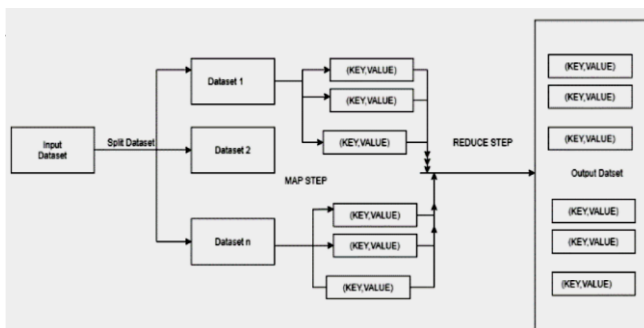 Input
Dataset
Split Dataset
Dataset 1
Dataset 2
Dataset n
MAP STEP
(KEY,VALUE)
(KEY,VALUE)
(KEY,VALUE)
(KEY,VALUE)
(KEY,VALUE)
(KEY,VALUE)
REDUCE STEP
(KEY,VALUE)
(KEY,VALUE)
(KEY,VALUE)
Output Datset
(KEY,VALUE)
(KEY,VALUE)
(KEY,VALUE)